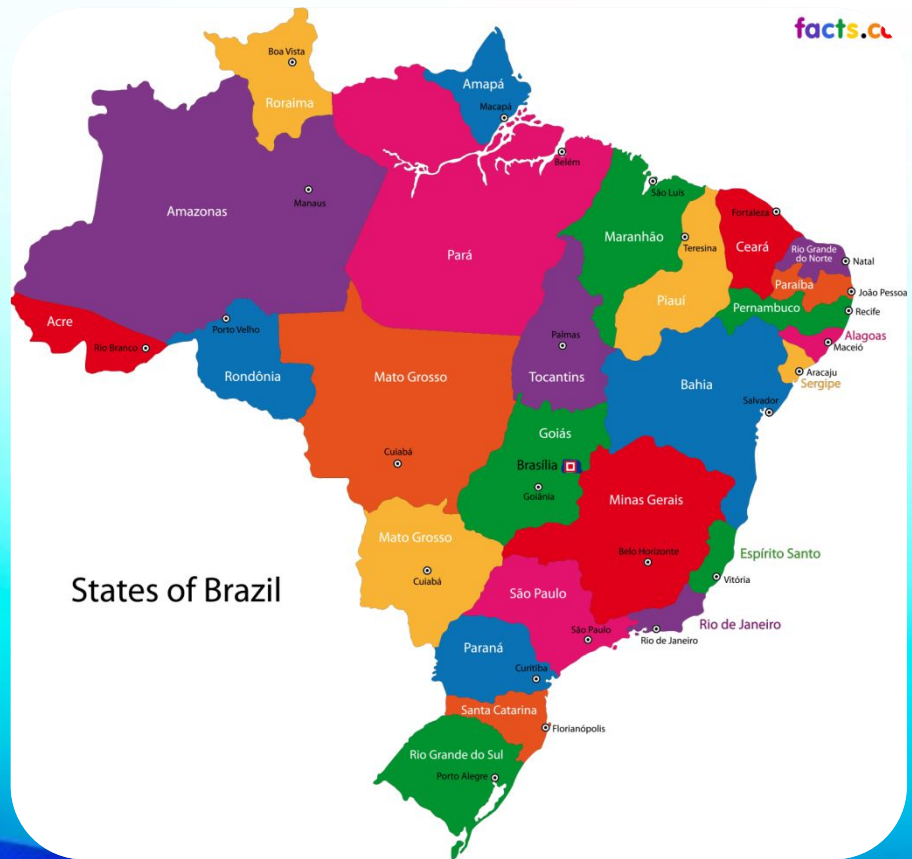 facts.co
Boa Vista
Roraima
Amapá
Macapá
Belém
Amazonas
Manaus
Pará
São Luís
Maranhão
Teresina
Fortaleza
Ceará
Rio Grande
do Norte
Natal
Paraíba
João Pessoa
Piauí
Pernambuco
Recife
Alagoas
Maceió
Aracaju
Sergipe
Acre
Rio Branco
Porto Velho
Rondônia
Mato Grosso
Cuiabá
Palmas
Tocantins
Bahia
Salvador
Goiás
Brasília
Goiânia
Minas Gerais
Belo Horizonte
Espírito Santo
Vitória
Mato Grosso
Cuiabá
States of Brazil
São Paulo
São Paulo
Rio de Janeiro
Rio de Janeiro
Paraná
Curitiba
Santa Catarina
Florianópolis
Rio Grande do Sul
Porto Alegre